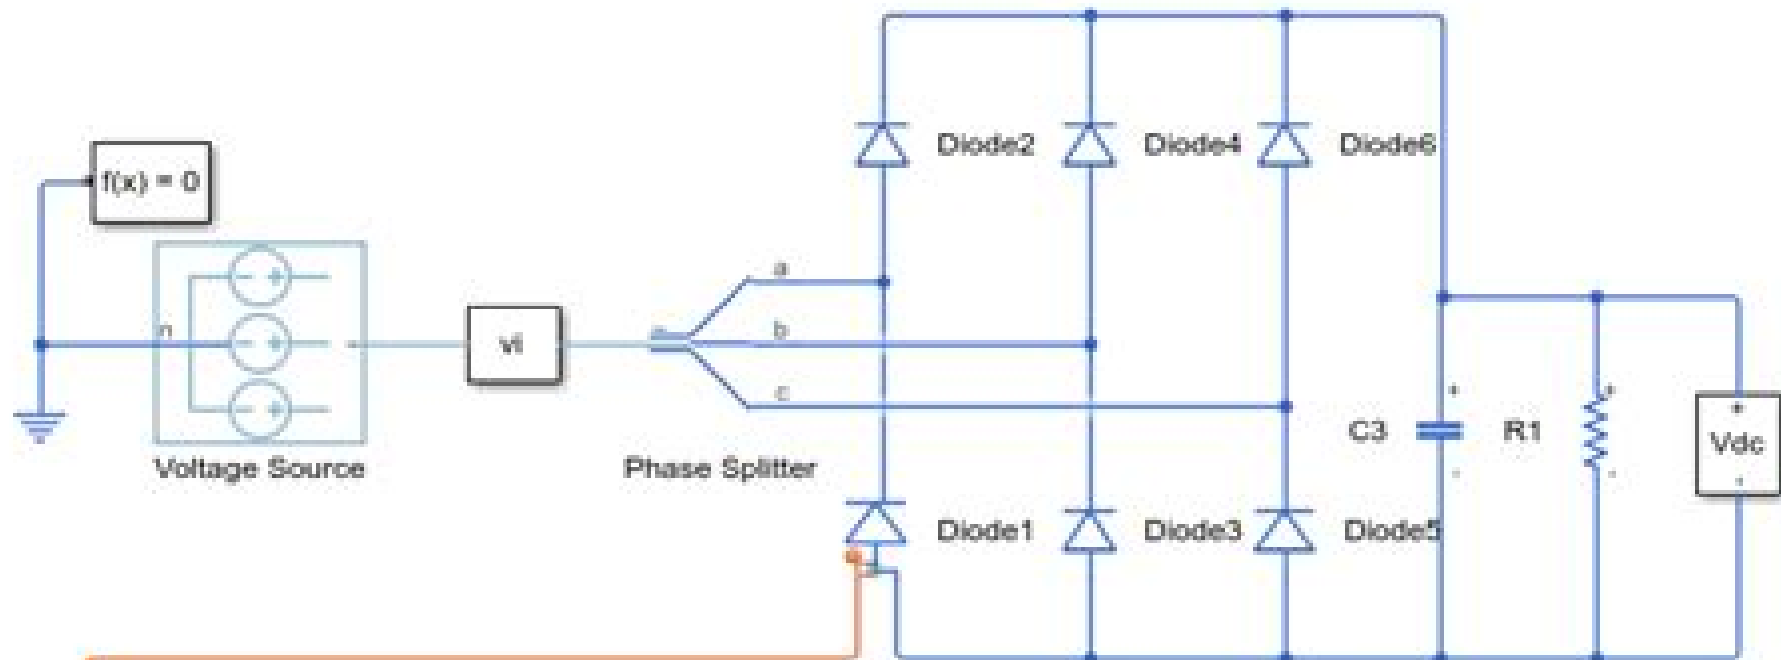 Diode2
Diode4
Diode6
f(x) = 0
a
n
b
vi
c
C3
R1
Vdc
Voltage Source
Phase Splitter
Diode1
Diode3
Diode5